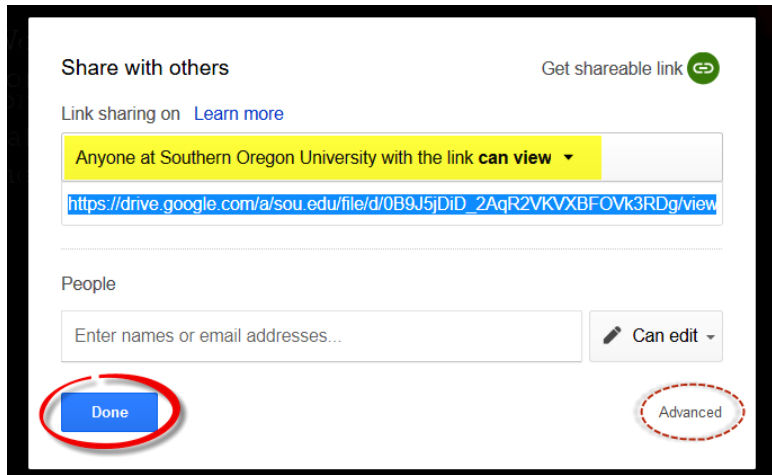 Share with others
Get shareable link
Link sharing on Learn more
Anyone at Southern Oregon University with the link can view
https://drive.google.com/a/sou.edu/file/d/0B9J5jDiD_2AqR2VKVXBFOVk3RDg/view
People
Enter names or email addresses...
Can edit
Done
Advanced